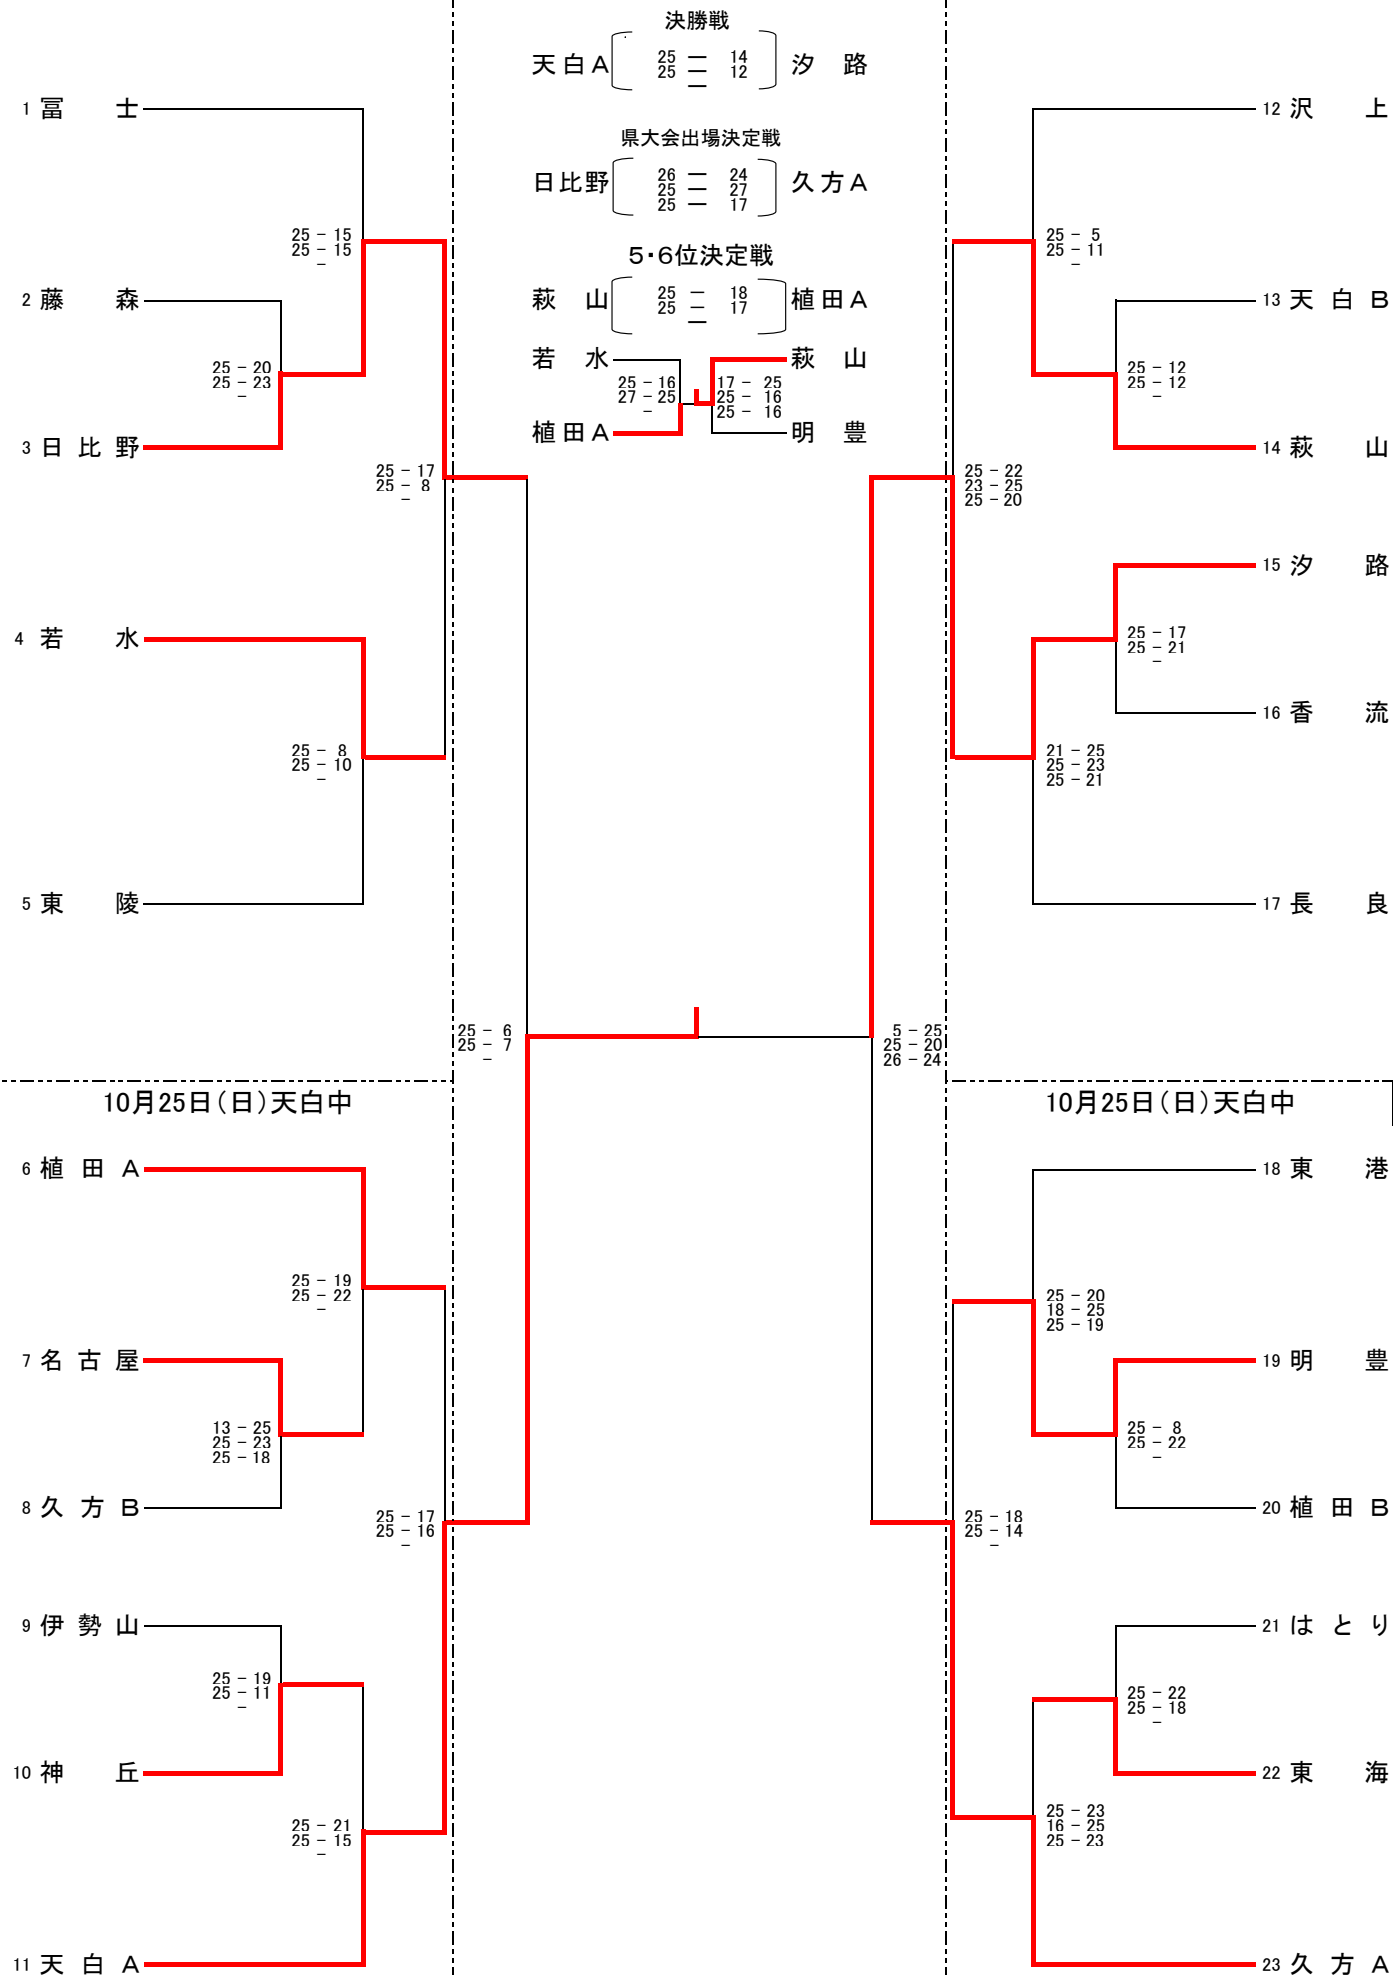 決勝戦
天白A 25 — 14 汐路
25 — 12
—
県大会出場決定戦
日比野 26 — 24 久方A
25 — 27
25 — 17
5・6位決定戦
萩山 25 — 18 植田A
25 — 17
—
若水
萩山
25 - 16
27 - 25
-
17 - 25
25 - 16
25 - 16
植田A
明豊
1 冨士
25 - 15
25 - 15
-
2 藤森
25 - 20
25 - 23
-
3 日比野
25 - 17
25 - 8
-
4 若水
25 - 8
25 - 10
-
5 東陵
25 - 6
25 - 7
-
10月25日(日)天白中
6 植田A
25 - 19
25 - 22
-
7 名古屋
13 - 25
25 - 23
25 - 18
8 久方B
25 - 17
25 - 16
-
9 伊勢山
25 - 19
25 - 11
-
10 神丘
25 - 21
25 - 15
-
11 天白A
12 沢上
25 - 5
25 - 11
-
13 天白B
25 - 12
25 - 12
-
14 萩山
25 - 22
23 - 25
25 - 20
15 汐路
25 - 17
25 - 21
-
16 香流
21 - 25
25 - 23
25 - 21
17 長良
5 - 25
25 - 20
26 - 24
10月25日(日)天白中
18 東港
25 - 20
18 - 25
25 - 19
19 明豊
25 - 8
25 - 22
-
20 植田B
25 - 18
25 - 14
-
21 はとり
25 - 22
25 - 18
-
22 東海
25 - 23
16 - 25
25 - 23
23 久方A